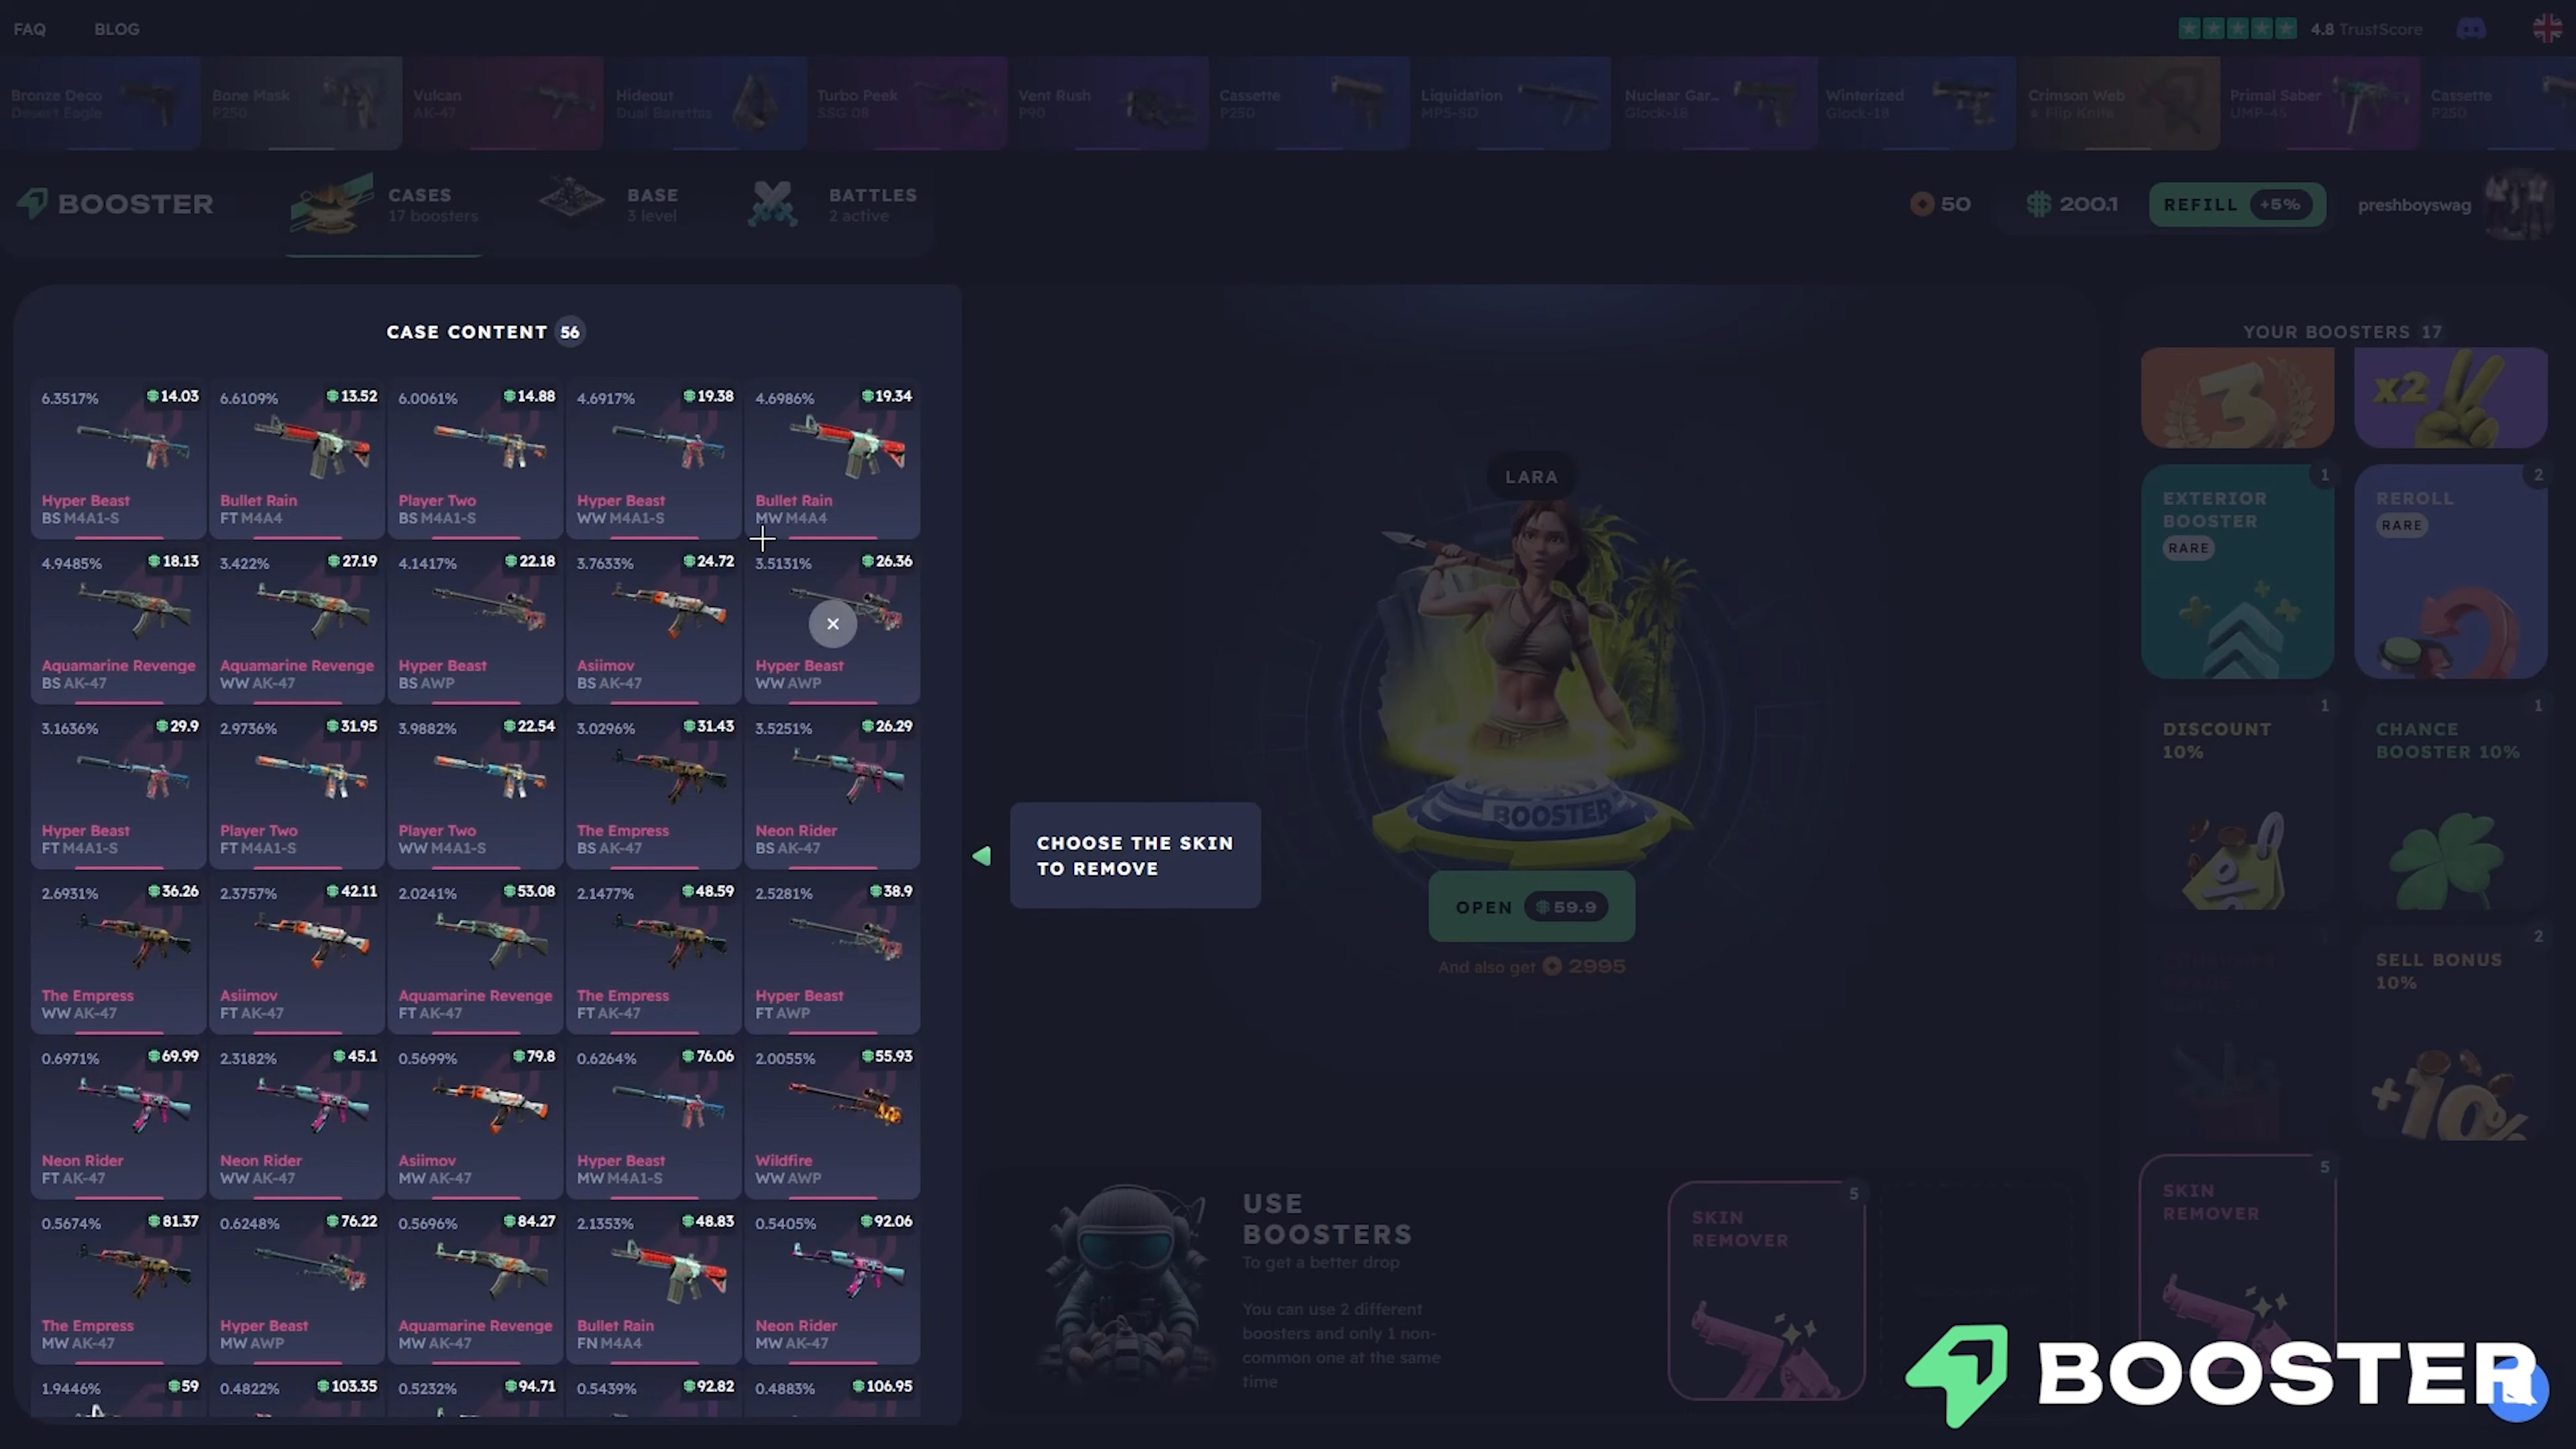 FAQ
BLOG
4.8 TrustScore
Bronze Deco
Desert Eagle
Bone Mask
P250
Vulcan
AK-47
Hideout
Dual Berettas
Turbo Peek
SSG 08
Vent Rush
P90
Cassette
P250
Liquidation
MP5-SD
Nuclear Gar...
Glock-18
Winterized
Glock-18
Crimson Web
★ Flip Knife
Primal Saber
UMP-45
Cassette
P250
BOOSTER
CASES
17 boosters
BASE
3 level
BATTLES
2 active
50
200.1
REFILL +5%
preshboyswag
CASE CONTENT 56
6.3517% 14.03
Hyper Beast
BS M4A1-S
6.6109% 13.52
Bullet Rain
FT M4A4
6.0061% 14.88
Player Two
BS M4A1-S
4.6917% 19.38
Hyper Beast
WW M4A1-S
4.6986% 19.34
Bullet Rain
MW M4A4
4.9485% 18.13
Aquamarine Revenge
BS AK-47
3.422% 27.19
Aquamarine Revenge
WW AK-47
4.1417% 22.18
Hyper Beast
BS AWP
3.7633% 24.72
Asiimov
BS AK-47
3.5131% 26.36
Hyper Beast
WW AWP
3.1636% 29.9
Hyper Beast
FT M4A1-S
2.9736% 31.95
Player Two
FT M4A1-S
3.9882% 22.54
Player Two
WW M4A1-S
3.0296% 31.43
The Empress
BS AK-47
3.5251% 26.29
Neon Rider
BS AK-47
2.6931% 36.26
The Empress
WW AK-47
2.3757% 42.11
Asiimov
FT AK-47
2.0241% 53.08
Aquamarine Revenge
FT AK-47
2.1477% 48.59
The Empress
FT AK-47
2.5281% 38.9
Hyper Beast
FT AWP
0.6971% 69.99
Neon Rider
FT AK-47
2.3182% 45.1
Neon Rider
WW AK-47
0.5699% 79.8
Asiimov
MW AK-47
0.6264% 76.06
Hyper Beast
MW M4A1-S
2.0055% 55.93
Wildfire
WW AWP
0.5674% 81.37
The Empress
MW AK-47
0.6248% 76.22
Hyper Beast
MW AWP
0.5696% 84.27
Aquamarine Revenge
MW AK-47
2.1353% 48.83
Bullet Rain
FN M4A4
0.5405% 92.06
Neon Rider
MW AK-47
1.9446% 59
0.4822% 103.35
0.5232% 94.71
0.5439% 92.82
0.4883% 106.95
CHOOSE THE SKIN
TO REMOVE
LARA
BOOSTER
OPEN 59.9
And also get 2995
USE
BOOSTERS
To get a better drop
You can use 2 different
boosters and only 1 non-
common one at the same
time
SKIN
REMOVER
5
YOUR BOOSTERS 17
3
x2
EXTERIOR
BOOSTER
RARE
1
REROLL
RARE
2
DISCOUNT
10%
1
CHANCE
BOOSTER 10%
1
SELL BONUS
10%
2
+10%
SKIN
REMOVER
5
BOOSTER